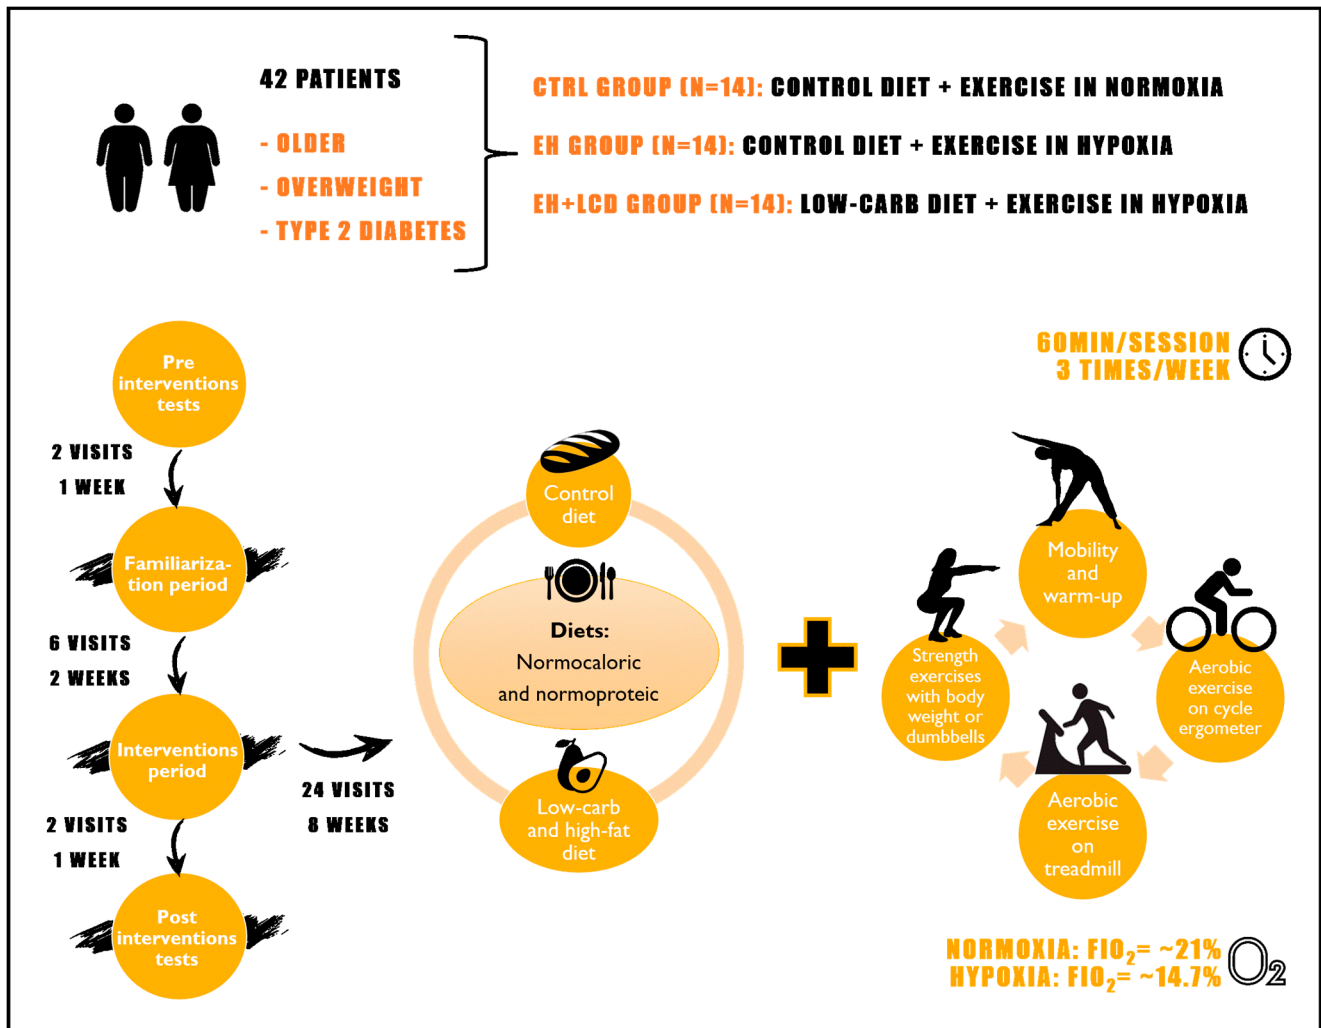 42 PATIENTS
- OLDER
- OVERWEIGHT
- TYPE 2 DIABETES
CTRL GROUP (N=14): CONTROL DIET + EXERCISE IN NORMOXIA
EH GROUP (N=14): CONTROL DIET + EXERCISE IN HYPOXIA
EH+LCD GROUP (N=14): LOW-CARB DIET + EXERCISE IN HYPOXIA
Pre
interventions
tests
2 VISITS
1 WEEK
Familiariza-
tion period
6 VISITS
2 WEEKS
Interventions
period
24 VISITS
8 WEEKS
2 VISITS
1 WEEK
Post
interventions
tests
Control
diet
Diets:
Normocaloric
and normoproteic
Low-carb
and high-fat
diet
60MIN/SESSION
3 TIMES/WEEK
Mobility
and
warm-up
Aerobic
exercise
on cycle
ergometer
Aerobic
exercise
on
treadmill
Strength
exercises
with body
weight or
dumbbells
NORMOXIA: FIO₂= ~21%
HYPOXIA: FIO₂= ~14.7%
O₂